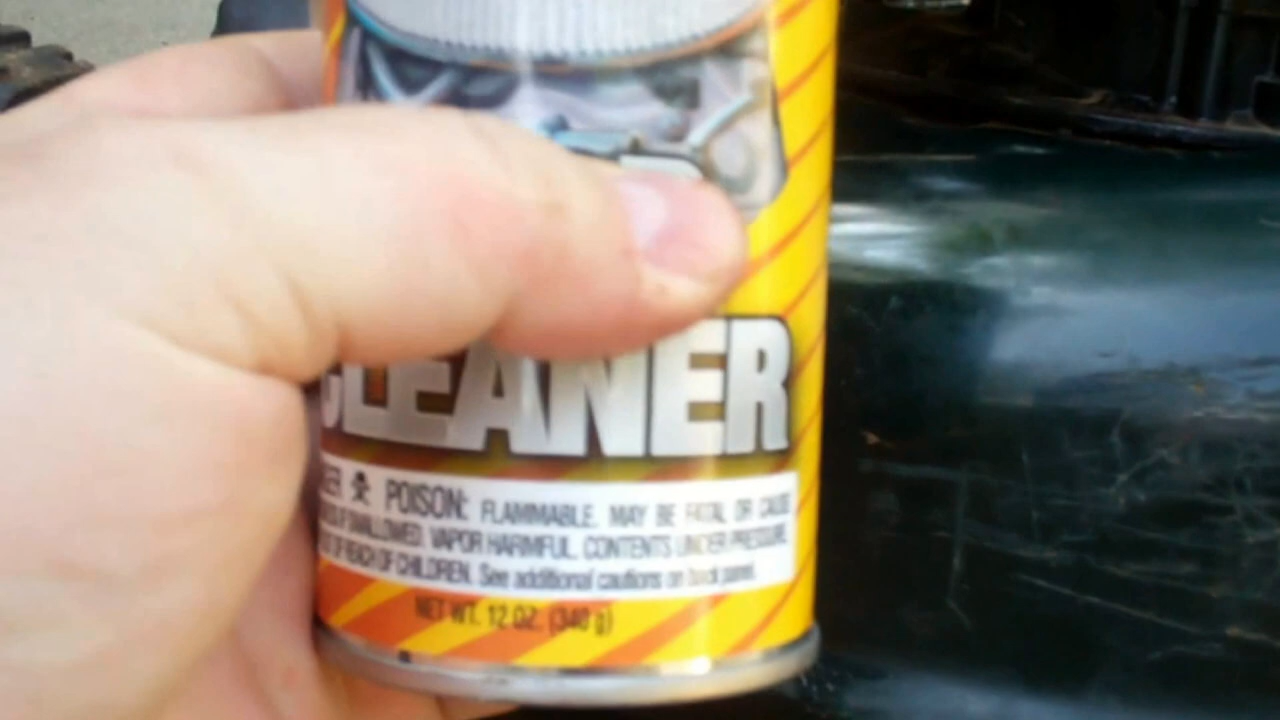 CLEANER
POISON: FLAMMABLE. MAY BE FATAL OR CAUSE
IF SWALLOWED. VAPOR HARMFUL. CONTENTS UNDER PRESSURE.
OF REACH OF CHILDREN. See additional cautions on back panel.
NET WT. 12 OZ. (340 g)